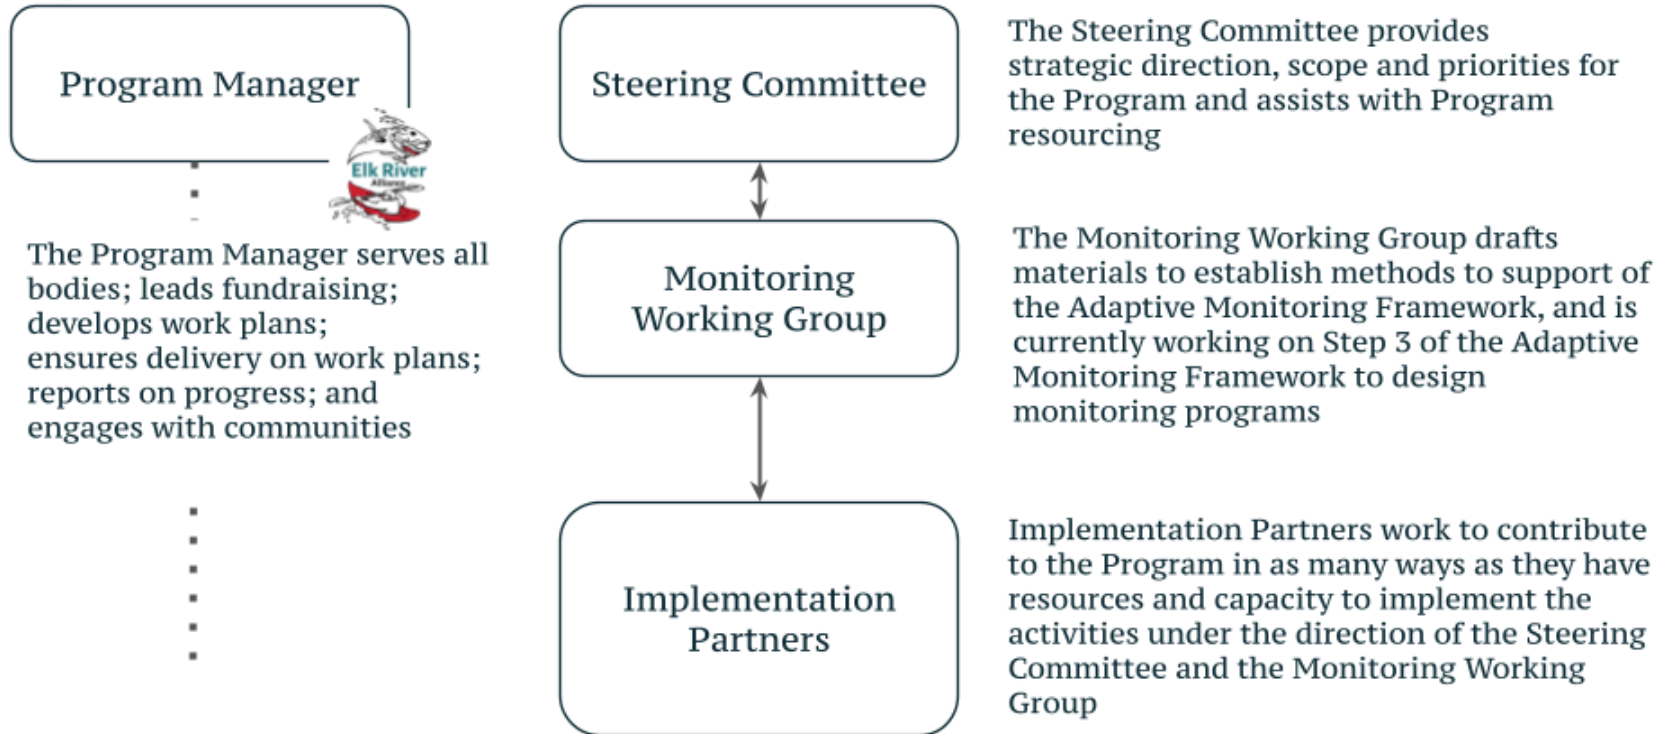 Program Manager
Elk River
Alliance
The Program Manager serves all
bodies; leads fundraising;
develops work plans;
ensures delivery on work plans;
reports on progress; and
engages with communities
Steering Committee
The Steering Committee provides
strategic direction, scope and priorities for
the Program and assists with Program
resourcing
Monitoring
Working Group
The Monitoring Working Group drafts
materials to establish methods to support of
the Adaptive Monitoring Framework, and is
currently working on Step 3 of the Adaptive
Monitoring Framework to design
monitoring programs
Implementation
Partners
Implementation Partners work to contribute
to the Program in as many ways as they have
resources and capacity to implement the
activities under the direction of the Steering
Committee and the Monitoring Working
Group